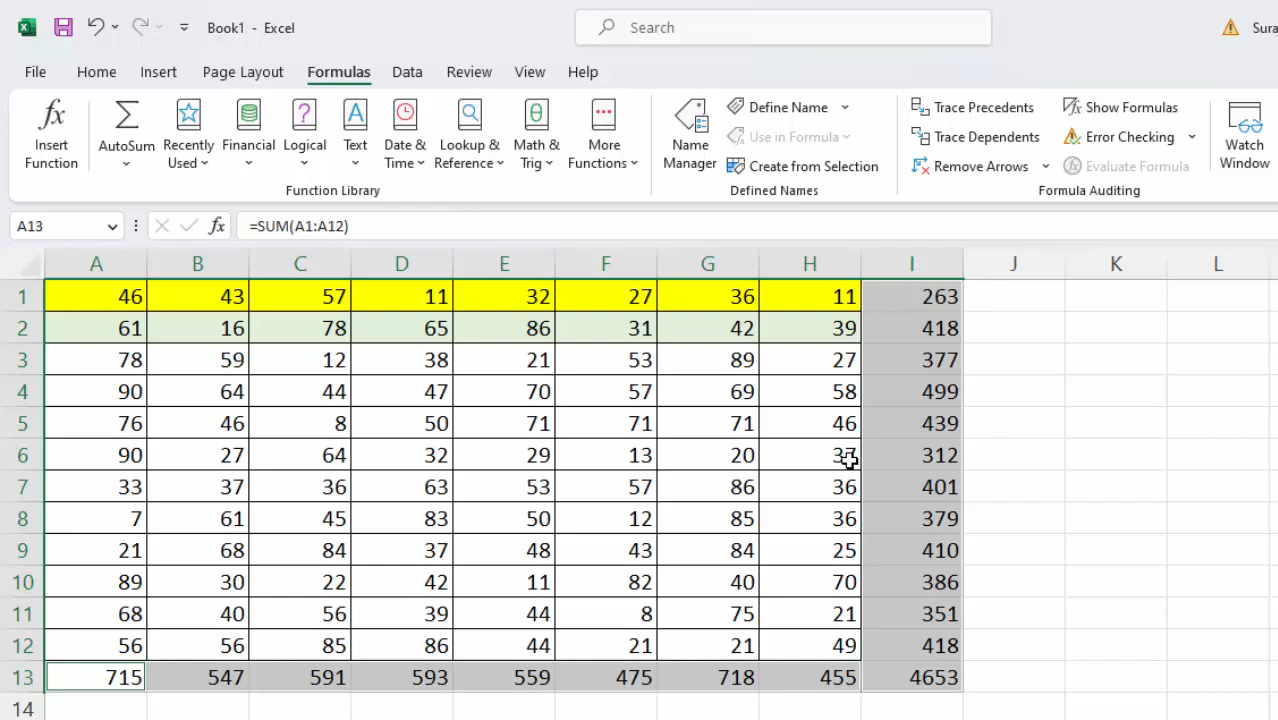 Book1 - Excel
Search
Sura
File Home Insert Page Layout Formulas Data Review View Help
Insert Function
AutoSum
Recently Used
Financial
Logical
Text
Date & Time
Lookup & Reference
Math & Trig
More Functions
Function Library
Name Manager
Define Name
Use in Formula
Create from Selection
Defined Names
Trace Precedents
Trace Dependents
Remove Arrows
Show Formulas
Error Checking
Evaluate Formula
Formula Auditing
Watch Window
A13 fx =SUM(A1:A12)
A B C D E F G H I J K L
1 46 43 57 11 32 27 36 11 263
2 61 16 78 65 86 31 42 39 418
3 78 59 12 38 21 53 89 27 377
4 90 64 44 47 70 57 69 58 499
5 76 46 8 50 71 71 71 46 439
6 90 27 64 32 29 13 20 37 312
7 33 37 36 63 53 57 86 36 401
8 7 61 45 83 50 12 85 36 379
9 21 68 84 37 48 43 84 25 410
10 89 30 22 42 11 82 40 70 386
11 68 40 56 39 44 8 75 21 351
12 56 56 85 86 44 21 21 49 418
13 715 547 591 593 559 475 718 455 4653
14